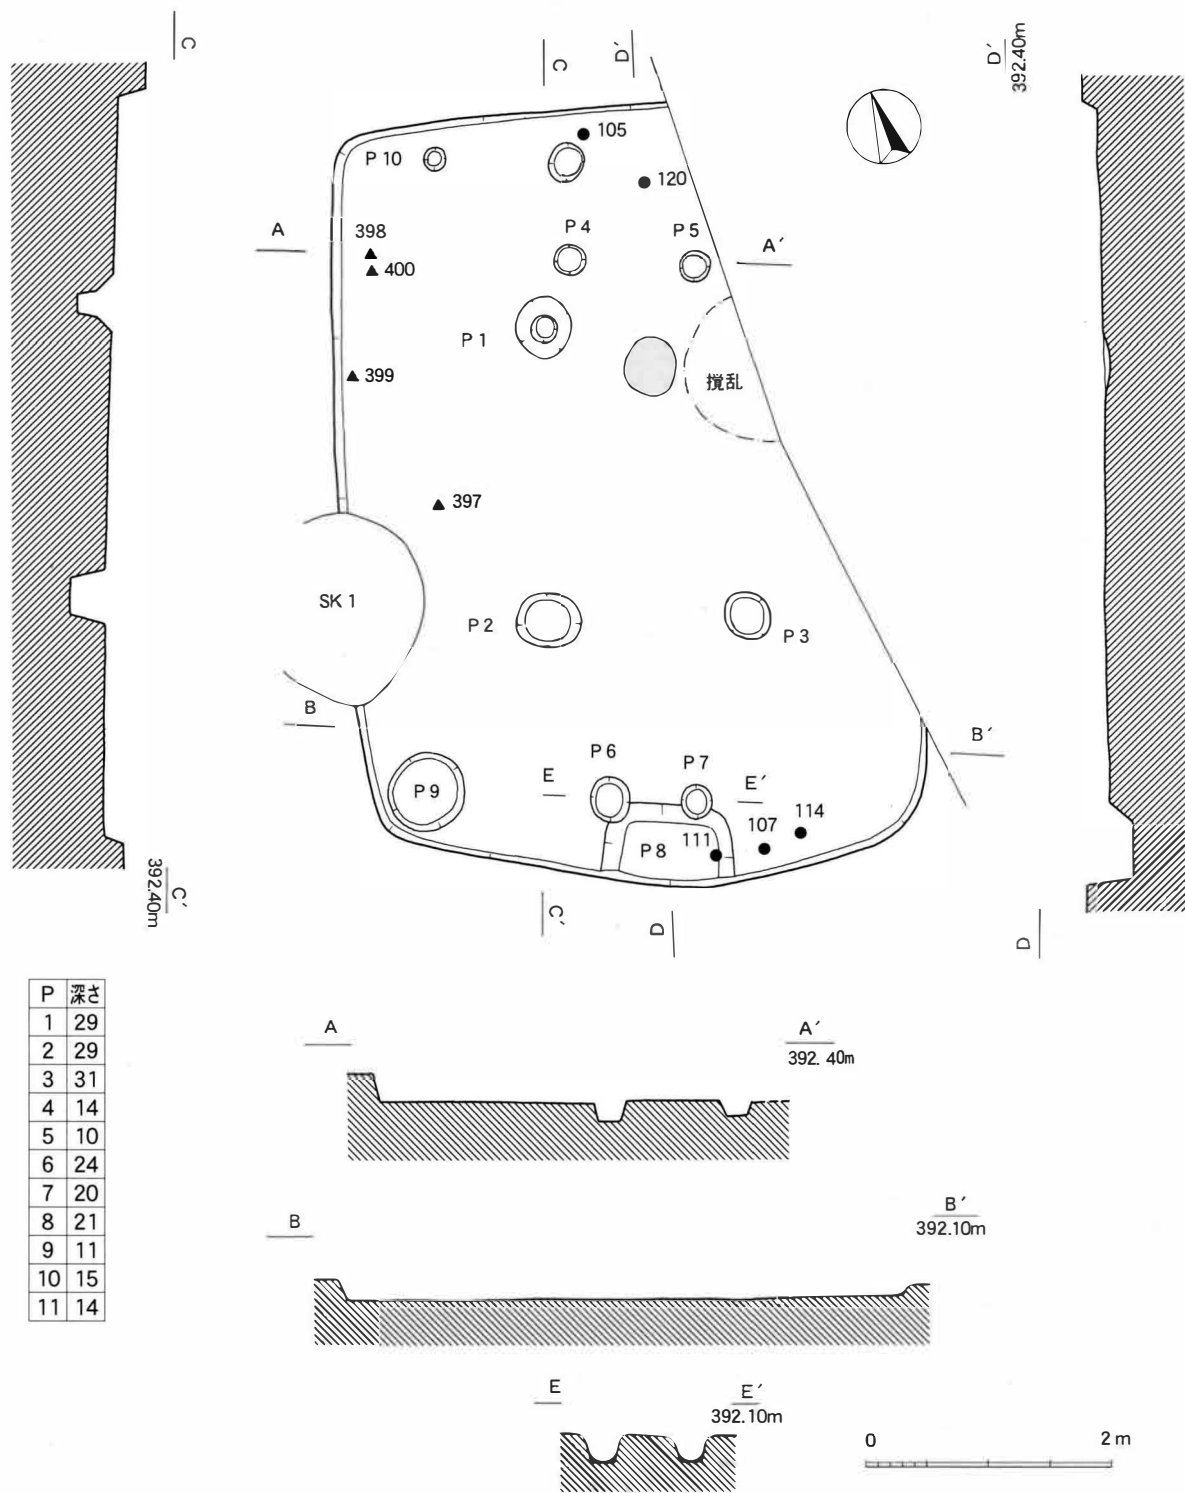 C
C
D′
D′
392.40m
105
P 10
120
A
398
400
P 4
P 5
A′
P 1
399
撹乱
397
SK 1
P 2
P 3
B
B′
P 6
P 7
E
E′
P 9
114
107
111
P 8
C′
392.40m
C′
D
D
P 深さ
1 29
2 29
3 31
4 14
5 10
6 24
7 20
8 21
9 11
10 15
11 14
A
A′
392.40m
B
B′
392.10m
E
E′
392.10m
0 2 m